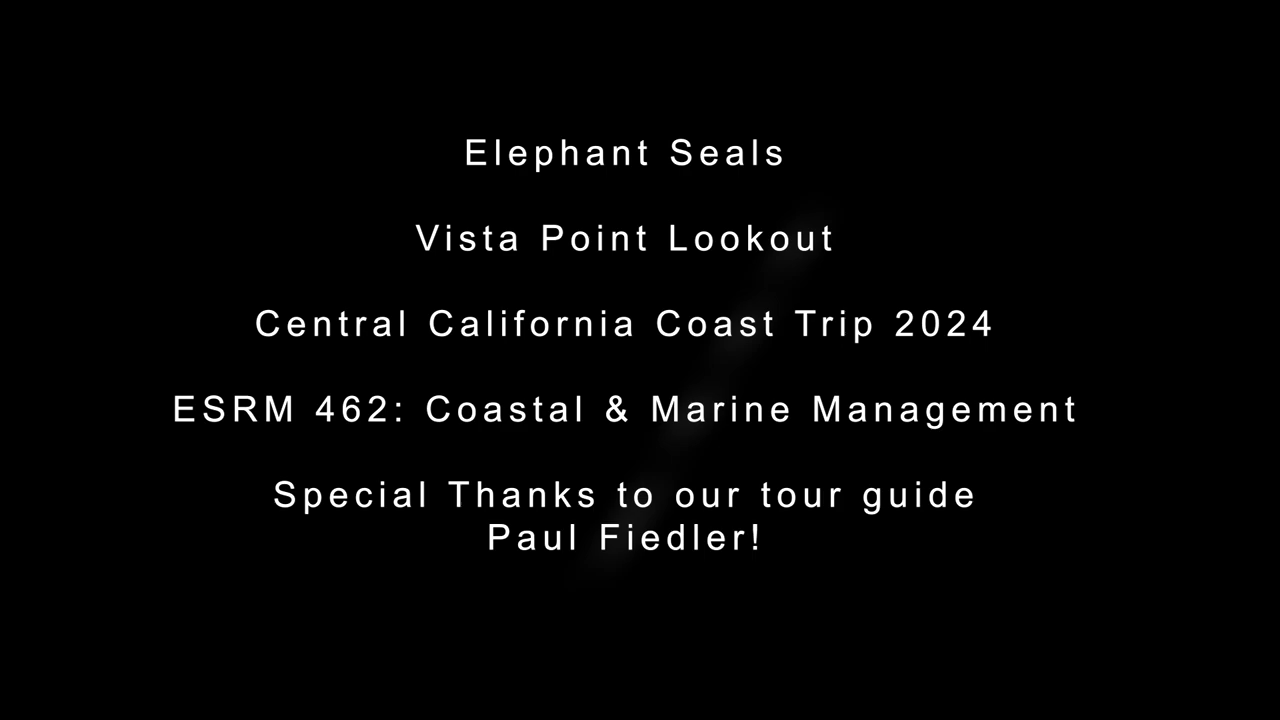 Elephant Seals
Vista Point Lookout
Central California Coast Trip 2024
ESRM 462: Coastal & Marine Management
Special Thanks to our tour guide
Paul Fiedler!